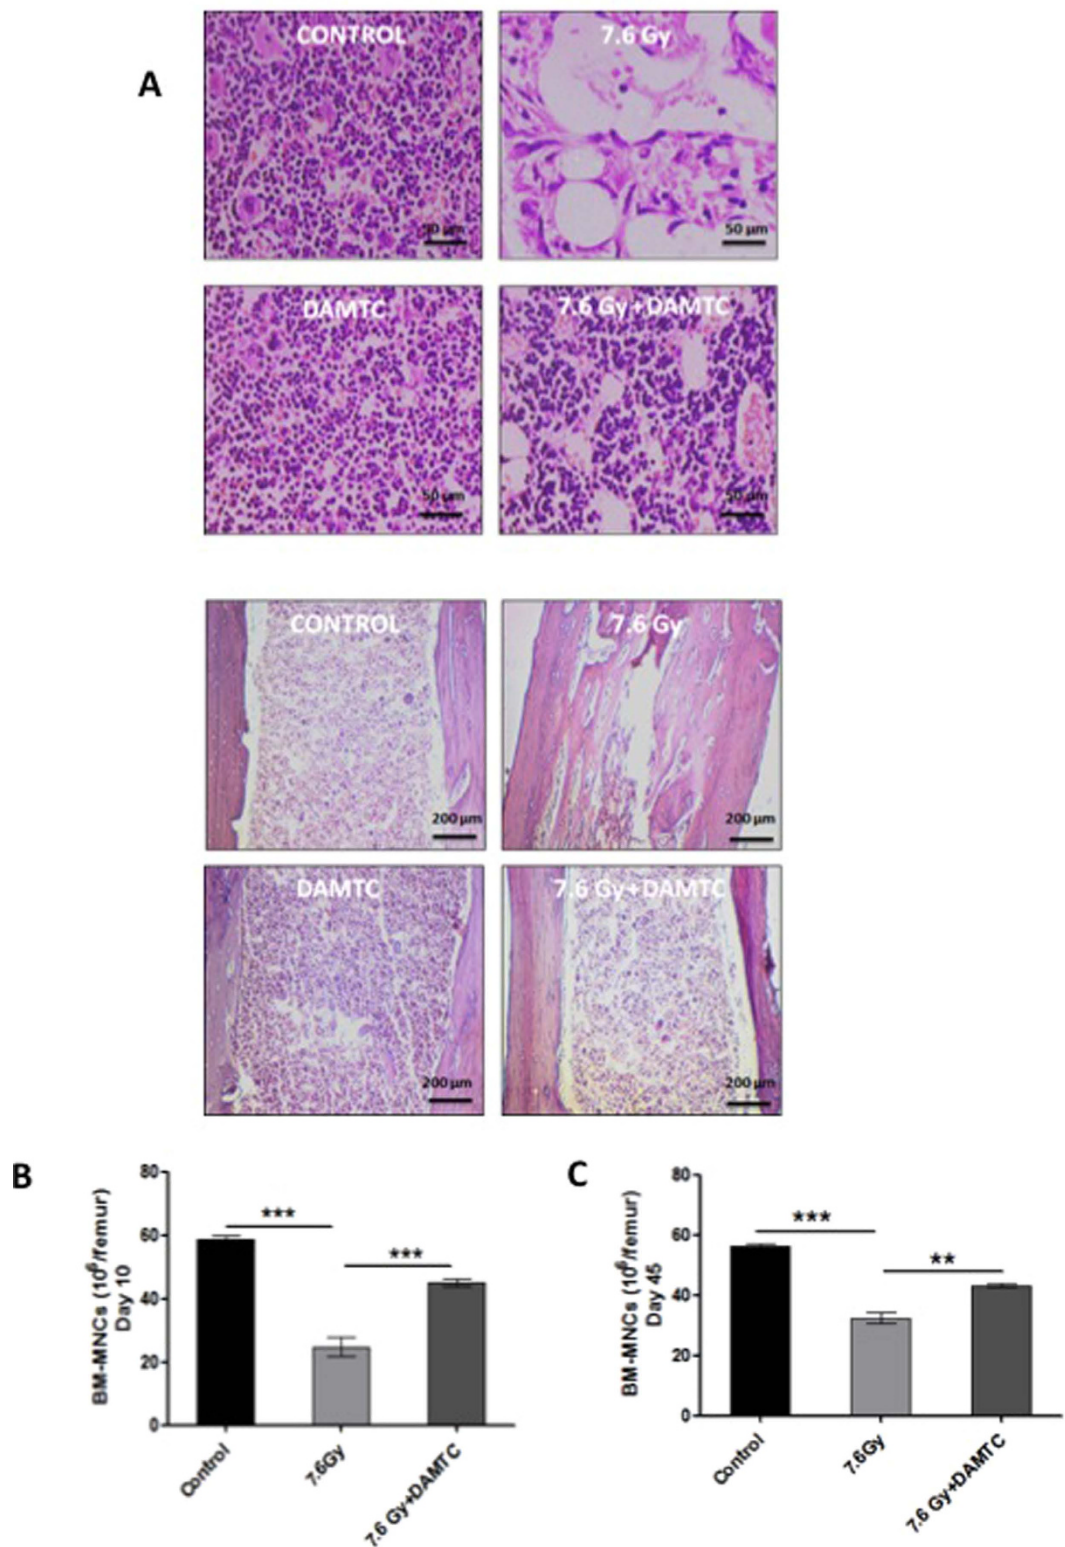 A
CONTROL
7.6 Gy
50 µm
50 µm
DAMTC
7.6 Gy+DAMTC
50 µm
50 µm
CONTROL
7.6 Gy
200 µm
200 µm
DAMTC
7.6 Gy+DAMTC
200 µm
200 µm
B
BM-MNCs (10⁶/femur)
Day 10
80
60
40
20
0
***
***
Control
7.6Gy
7.6 Gy+DAMTC
C
BM-MNCs (10⁶/femur)
Day 45
80
60
40
20
0
***
**
Control
7.6Gy
7.6 Gy+DAMTC